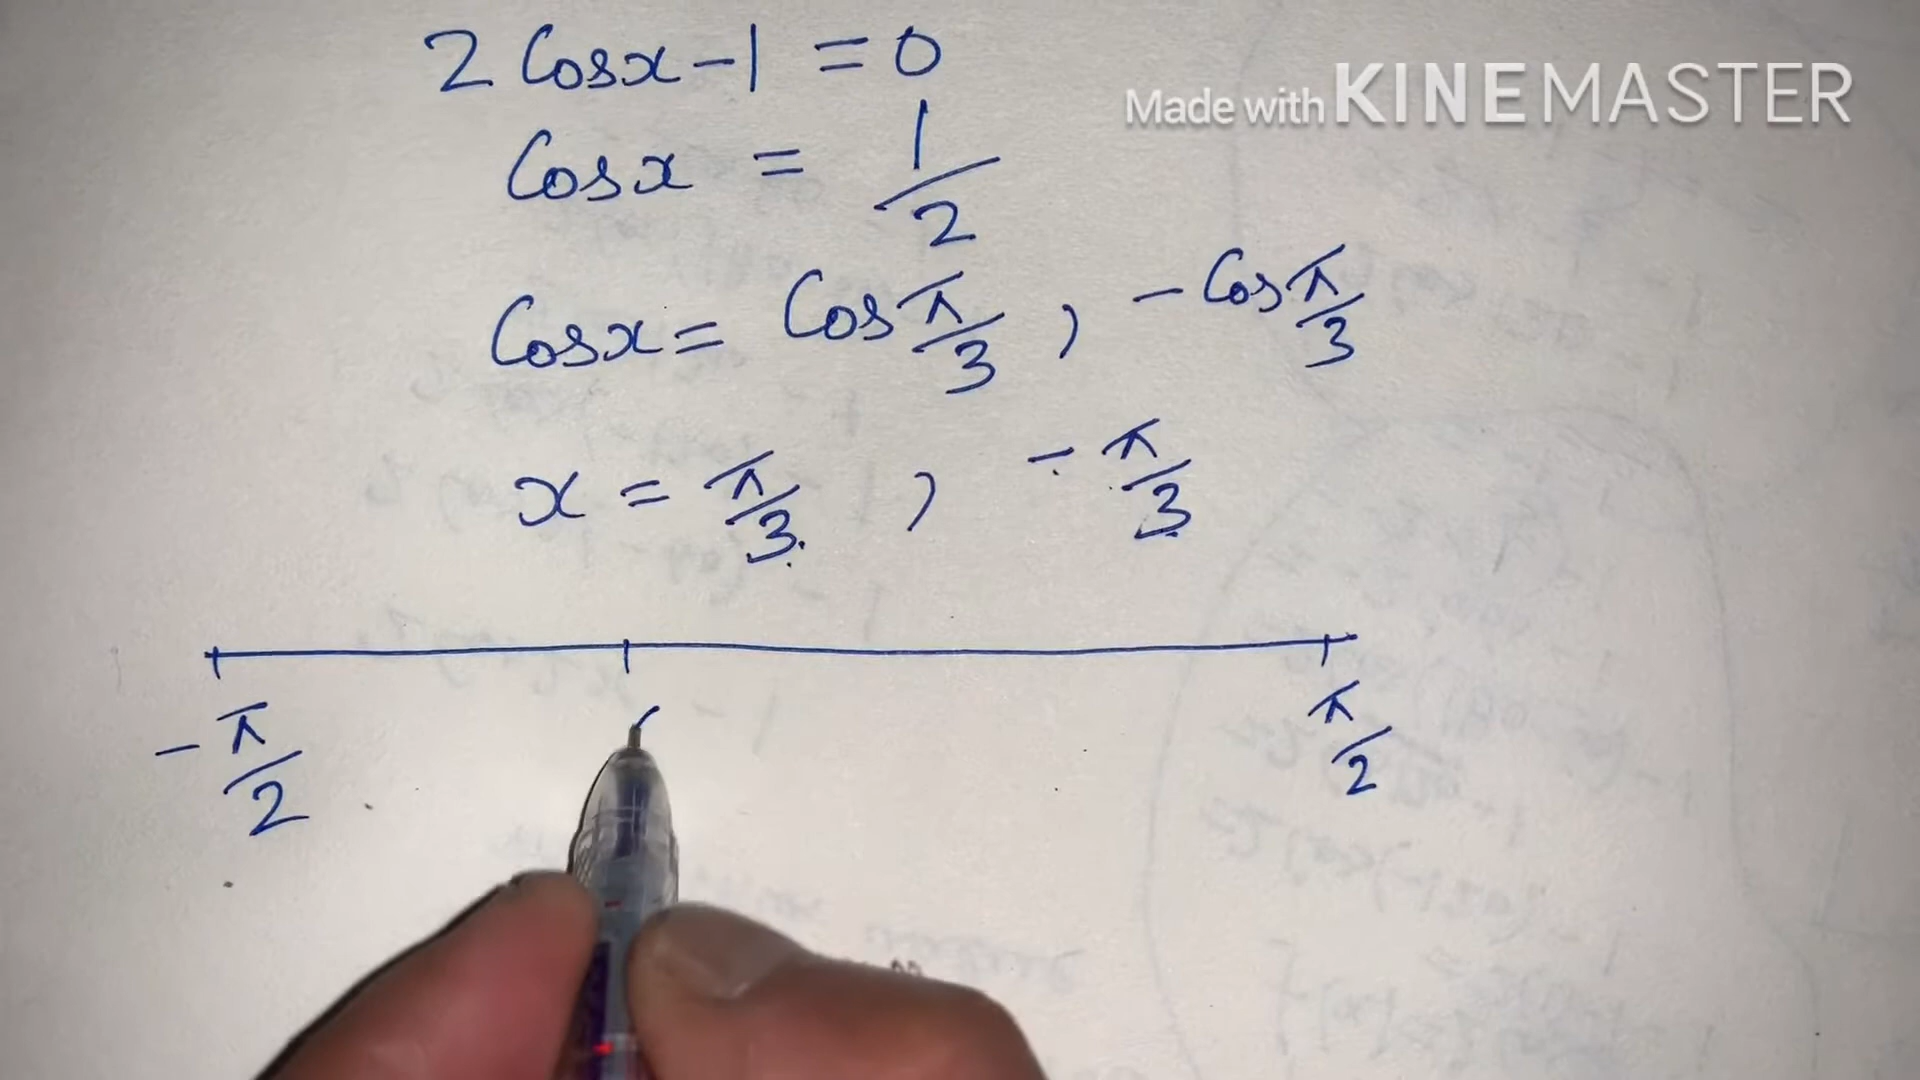 2 Cosx - 1 = 0
Made with KINEMASTER
Cosx = 1/2
Cosx = Cos π/3 , - Cos π/3
x = π/3 , - π/3
- π/2 π/2